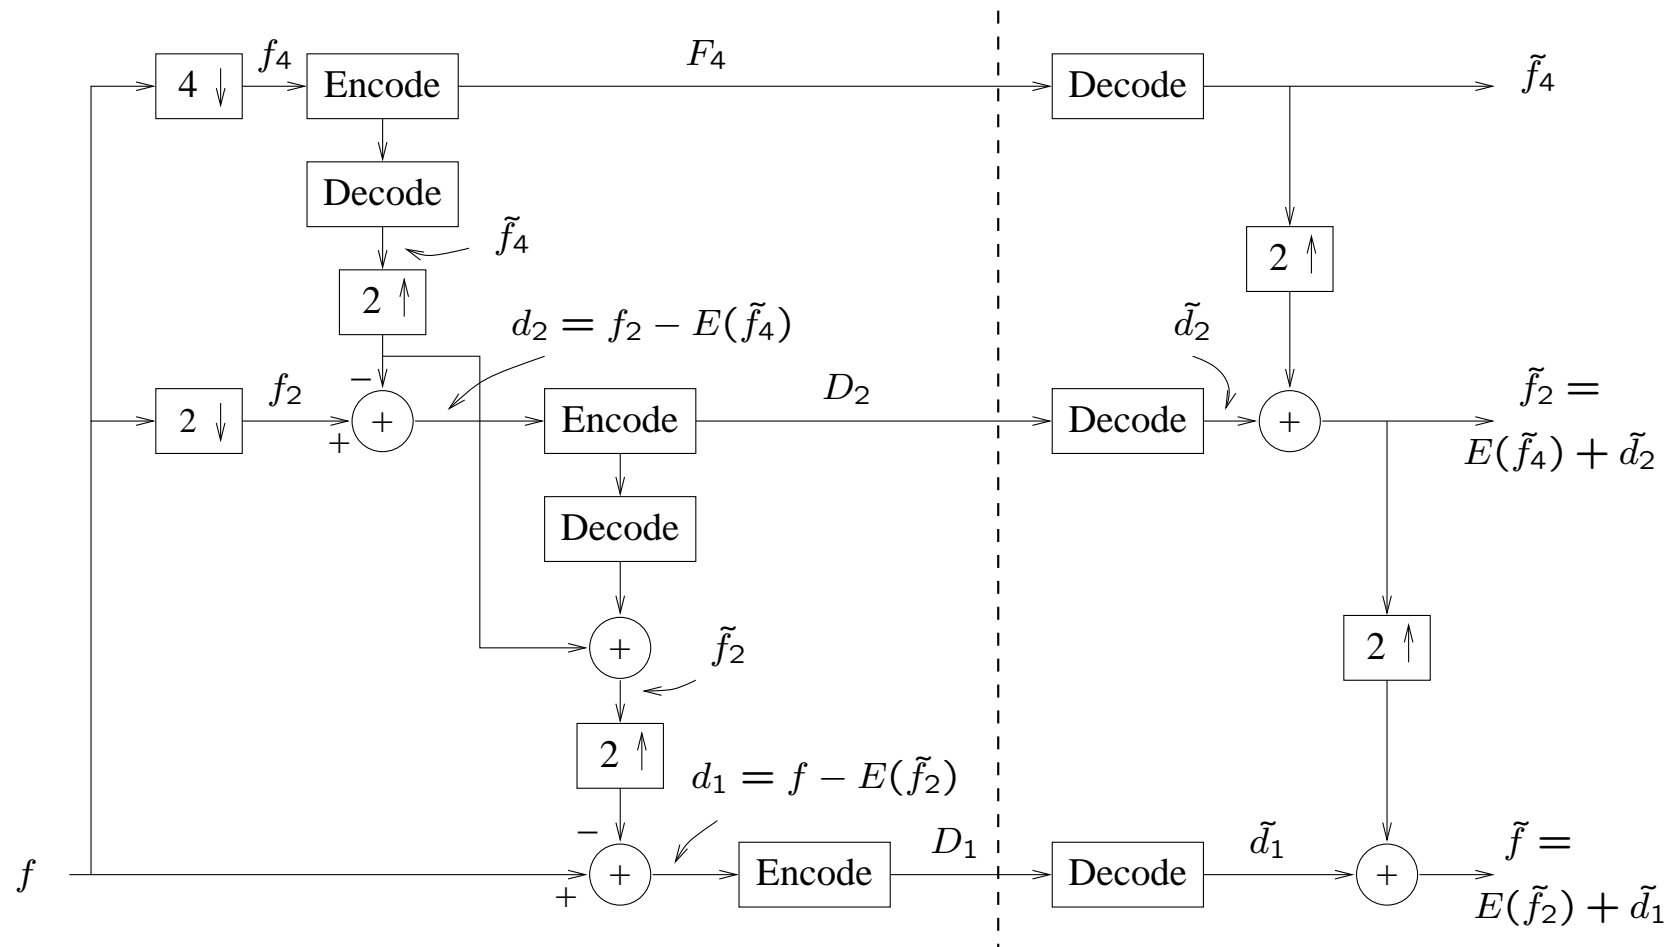 f₄
F₄
4 ↓
Encode
Decode
f̃₄
Decode
f̃₄
2 ↑
2 ↑
d₂ = f₂ − E(f̃₄)
d̃₂
−
f₂
D₂
f̃₂ =
2 ↓
+
Encode
Decode
+
+
E(f̃₄) + d̃₂
Decode
+
f̃₂
2 ↑
2 ↑
d₁ = f − E(f̃₂)
−
D₁
d̃₁
f̃ =
f
+
Encode
Decode
+
+
E(f̃₂) + d̃₁